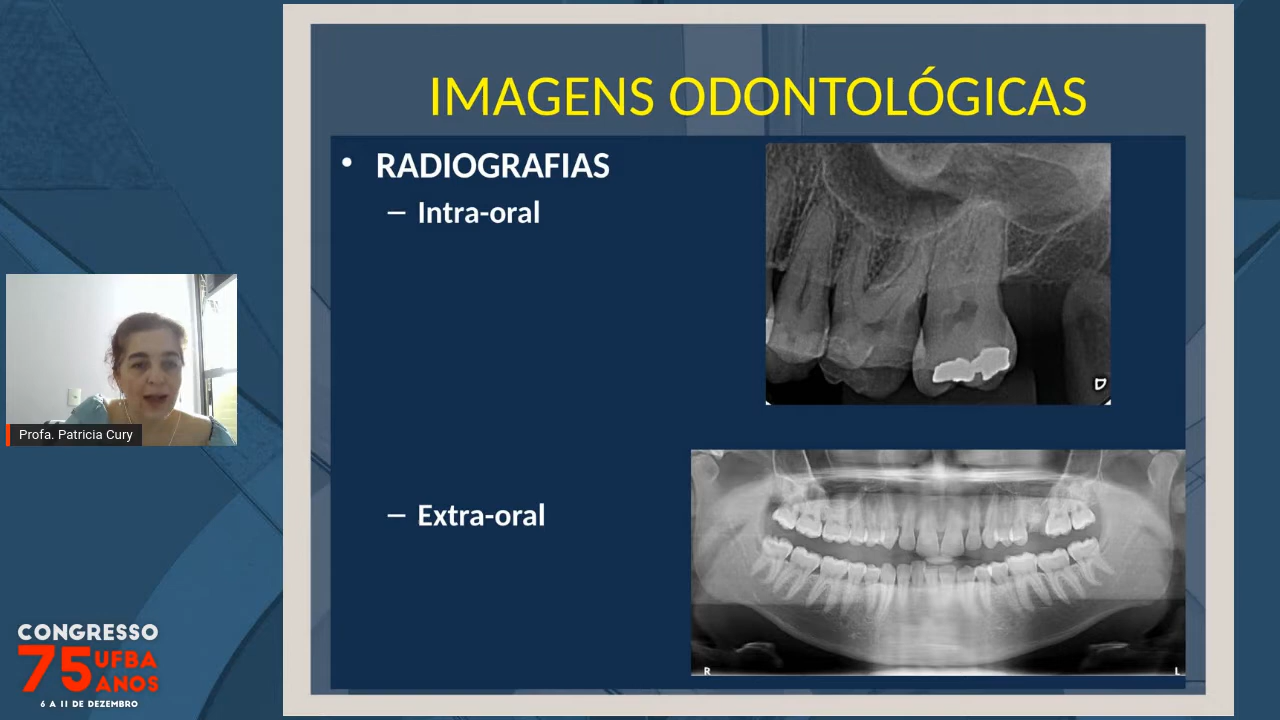 IMAGENS ODONTOLÓGICAS
• RADIOGRAFIAS
– Intra-oral
D
– Extra-oral
R L
Profa. Patricia Cury
CONGRESSO
75 UFBA
ANOS
6 A 11 DE DEZEMBRO